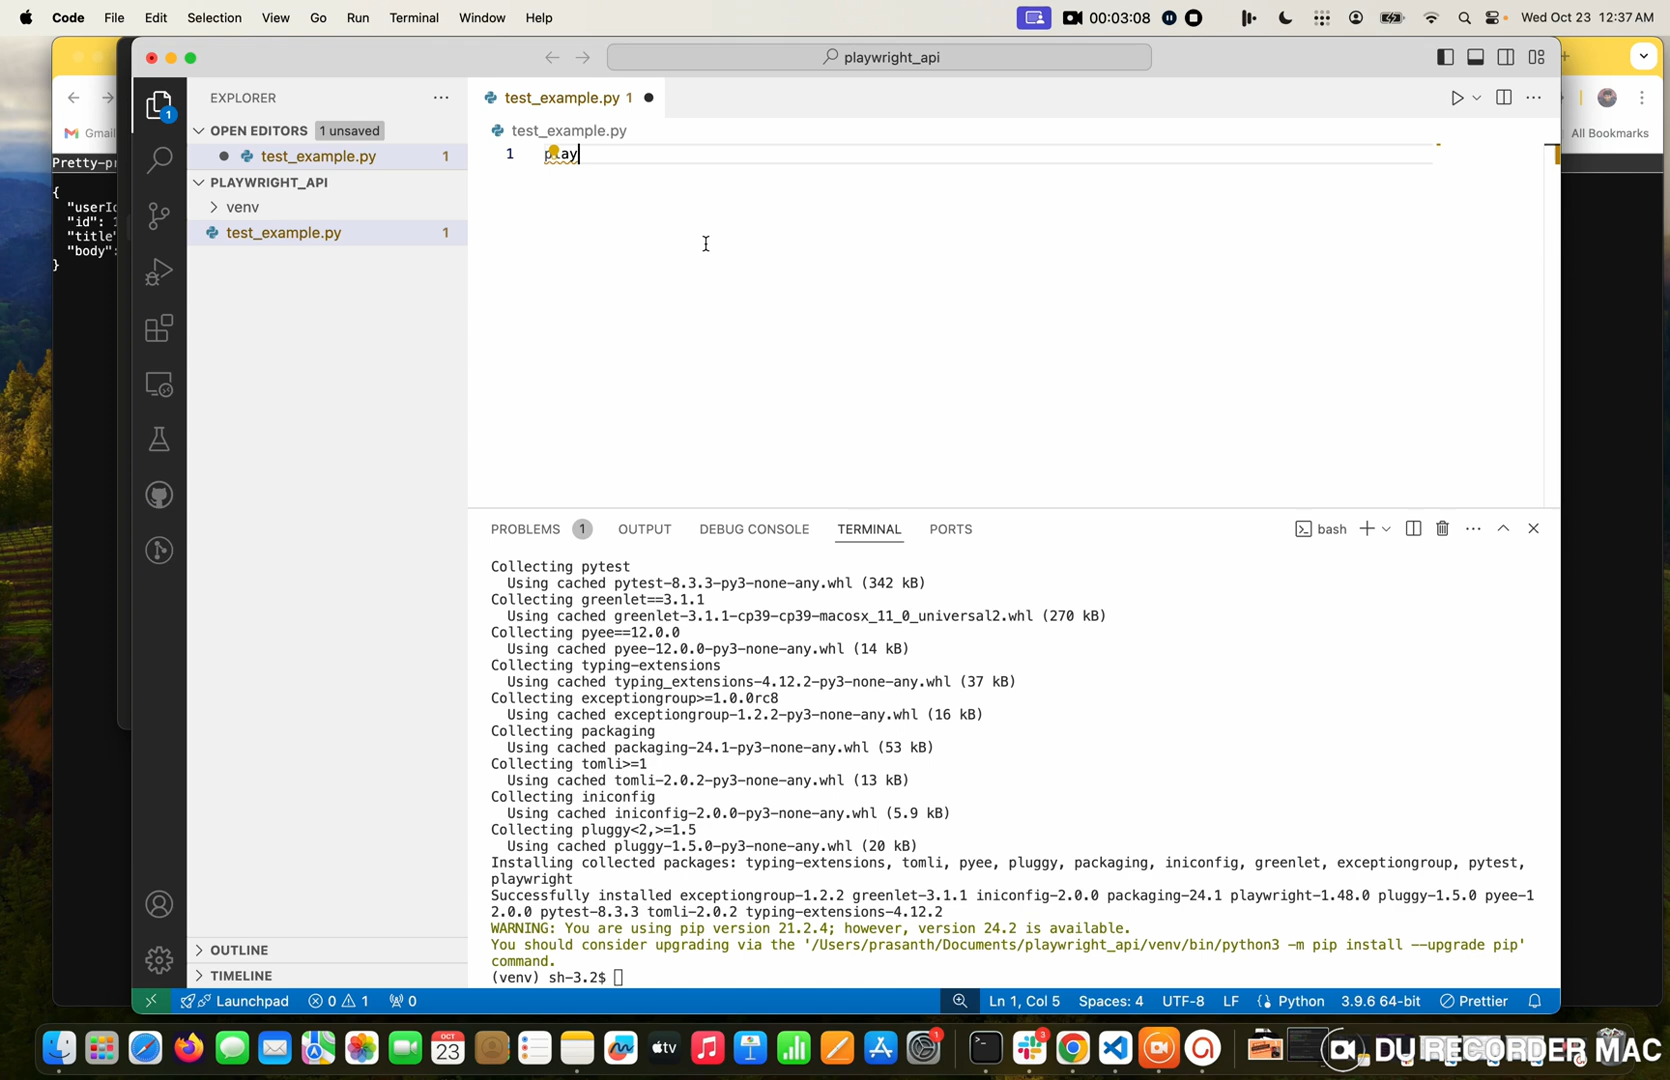 Code File Edit Selection View Go Run Terminal Window Help
00:03:08
Wed Oct 23 12:37 AM
playwright_api
Gmail
All Bookmarks
Pretty-pr
{
"userId
"id":
"title"
"body":
}
EXPLORER
OPEN EDITORS 1 unsaved
test_example.py 1
PLAYWRIGHT_API
venv
test_example.py 1
OUTLINE
TIMELINE
1
test_example.py 1
test_example.py
1 play
PROBLEMS 1 OUTPUT DEBUG CONSOLE TERMINAL PORTS
bash
Collecting pytest
Using cached pytest-8.3.3-py3-none-any.whl (342 kB)
Collecting greenlet==3.1.1
Using cached greenlet-3.1.1-cp39-cp39-macosx_11_0_universal2.whl (270 kB)
Collecting pyee==12.0.0
Using cached pyee-12.0.0-py3-none-any.whl (14 kB)
Collecting typing-extensions
Using cached typing_extensions-4.12.2-py3-none-any.whl (37 kB)
Collecting exceptiongroup>=1.0.0rc8
Using cached exceptiongroup-1.2.2-py3-none-any.whl (16 kB)
Collecting packaging
Using cached packaging-24.1-py3-none-any.whl (53 kB)
Collecting tomli>=1
Using cached tomli-2.0.2-py3-none-any.whl (13 kB)
Collecting iniconfig
Using cached iniconfig-2.0.0-py3-none-any.whl (5.9 kB)
Collecting pluggy<2,>=1.5
Using cached pluggy-1.5.0-py3-none-any.whl (20 kB)
Installing collected packages: typing-extensions, tomli, pyee, pluggy, packaging, iniconfig, greenlet, exceptiongroup, pytest,
playwright
Successfully installed exceptiongroup-1.2.2 greenlet-3.1.1 iniconfig-2.0.0 packaging-24.1 playwright-1.48.0 pluggy-1.5.0 pyee-1
2.0.0 pytest-8.3.3 tomli-2.0.2 typing-extensions-4.12.2
WARNING: You are using pip version 21.2.4; however, version 24.2 is available.
You should consider upgrading via the '/Users/prasanth/Documents/playwright_api/venv/bin/python3 -m pip install --upgrade pip'
command.
(venv) sh-3.2$
Launchpad 0 1 0
Ln 1, Col 5 Spaces: 4 UTF-8 LF Python 3.9.6 64-bit Prettier
OCT
23
tv
1
3
DU RECORDER MAC